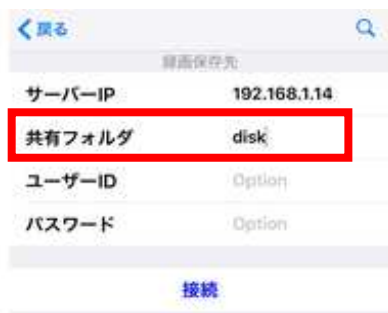 戻る
録画保存先
サーバーIP 192.168.1.14
共有フォルダ disk
ユーザーID Option
パスワード Option
接続